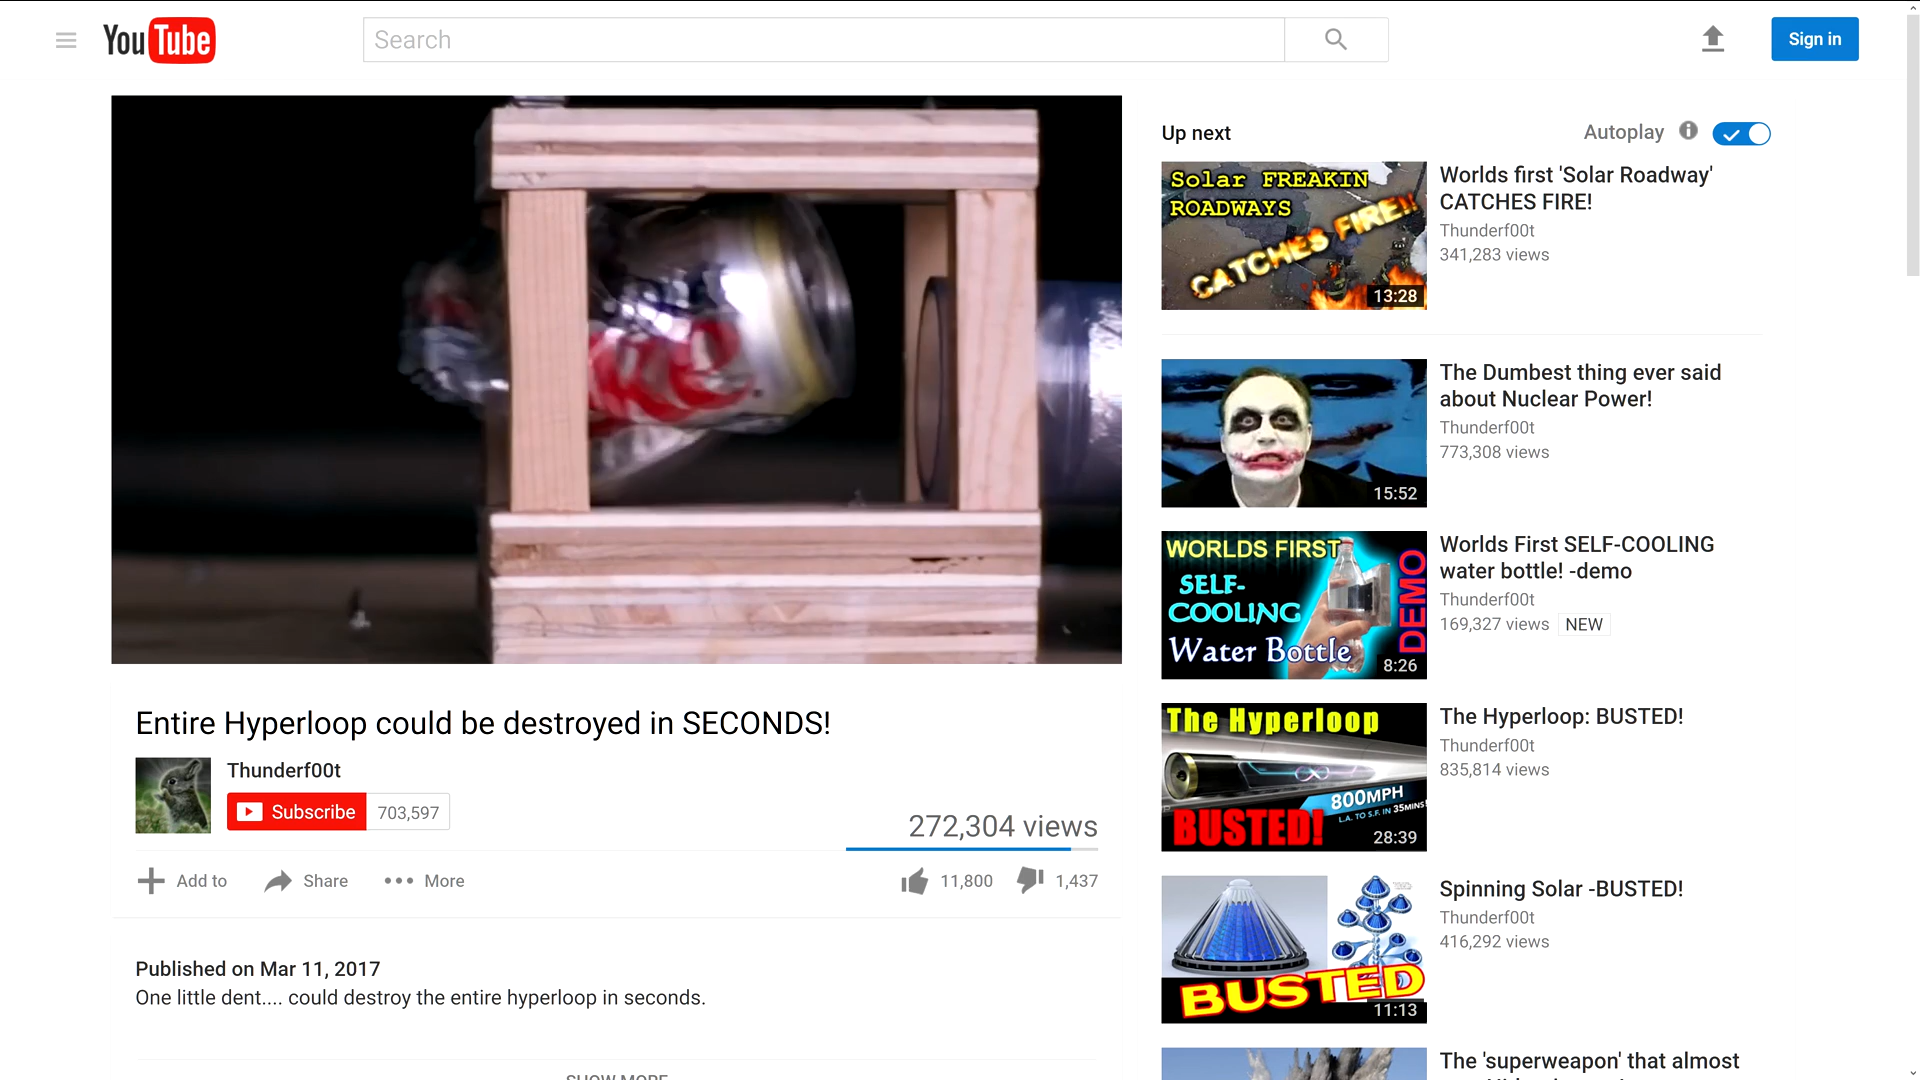 YouTube
Search
Sign in
ke
Entire Hyperloop could be destroyed in SECONDS!
Thunderf00t
Subscribe 703,597
272,304 views
Add to Share More 11,800 1,437
Published on Mar 11, 2017
One little dent.... could destroy the entire hyperloop in seconds.
SHOW MORE
Up next Autoplay
Solar FREAKIN
ROADWAYS
CATCHES FIRE!!
13:28
Worlds first 'Solar Roadway'
CATCHES FIRE!
Thunderf00t
341,283 views
15:52
The Dumbest thing ever said
about Nuclear Power!
Thunderf00t
773,308 views
WORLDS FIRST
SELF-
COOLING
Water Bottle
DEMO
8:26
Worlds First SELF-COOLING
water bottle! -demo
Thunderf00t
169,327 views NEW
The Hyperloop
800MPH
L.A. TO S.F. IN 35MINS!
BUSTED!
28:39
The Hyperloop: BUSTED!
Thunderf00t
835,814 views
BUSTED
11:13
Spinning Solar -BUSTED!
Thunderf00t
416,292 views
The 'superweapon' that almost